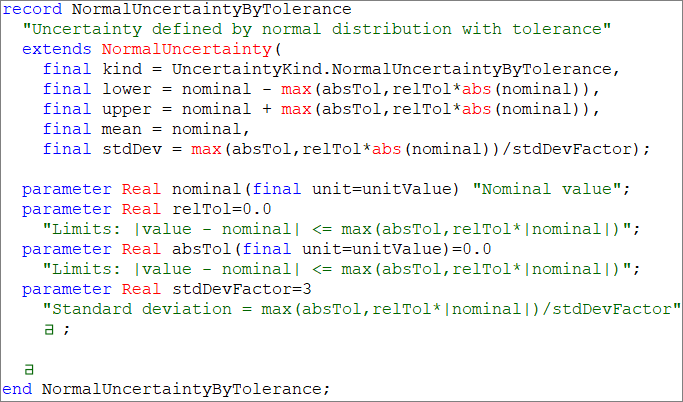 record NormalUncertaintyByTolerance
"Uncertainty defined by normal distribution with tolerance"
extends NormalUncertainty(
final kind = UncertaintyKind.NormalUncertaintyByTolerance,
final lower = nominal - max(absTol,relTol*abs(nominal)),
final upper = nominal + max(absTol,relTol*abs(nominal)),
final mean = nominal,
final stdDev = max(absTol,relTol*abs(nominal))/stdDevFactor);
parameter Real nominal(final unit=unitValue) "Nominal value";
parameter Real relTol=0.0
"Limits: |value - nominal| <= max(absTol,relTol*|nominal|)";
parameter Real absTol(final unit=unitValue)=0.0
"Limits: |value - nominal| <= max(absTol,relTol*|nominal|)";
parameter Real stdDevFactor=3
"Standard deviation = max(absTol,relTol*|nominal|)/stdDevFactor"
a ;
a
end NormalUncertaintyByTolerance;